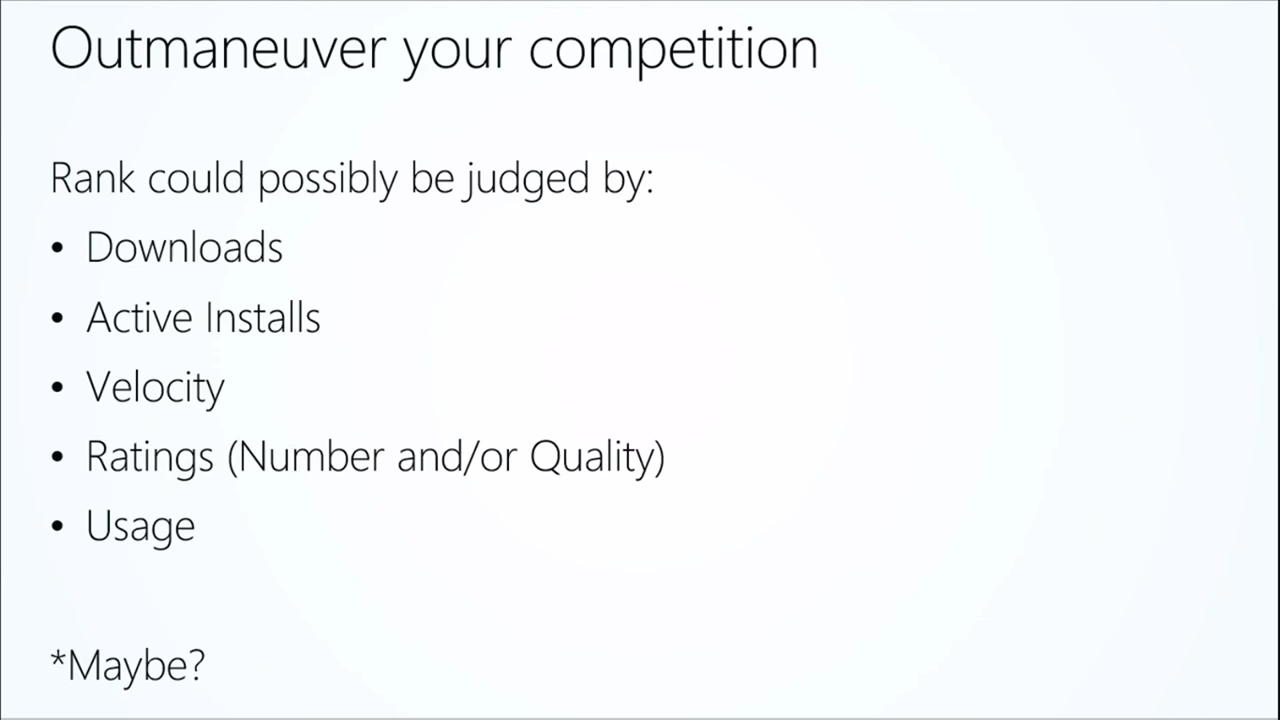 Outmaneuver your competition
Rank could possibly be judged by:
• Downloads
• Active Installs
• Velocity
• Ratings (Number and/or Quality)
• Usage
*Maybe?